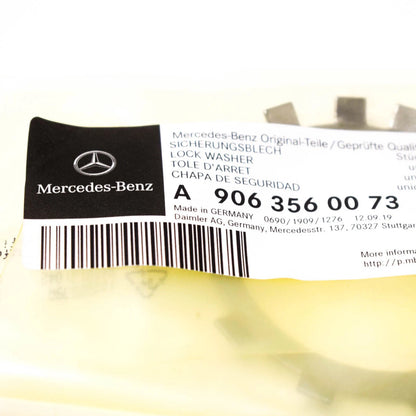 Mercedes-Benz
Mercedes-Benz Original-Teile/Geprüfte Qualit
SICHERUNGSBLECH
LOCK WASHER
TOLE D'ARRET
CHAPA DE SEGURIDAD
Stüc
A 906 356 00 73
Made in GERMANY 0690/1909/1276 12.09.19
Daimler AG, Germany, Mercedesstr. 137, 70327 Stuttgart
More informa
http://p.mb